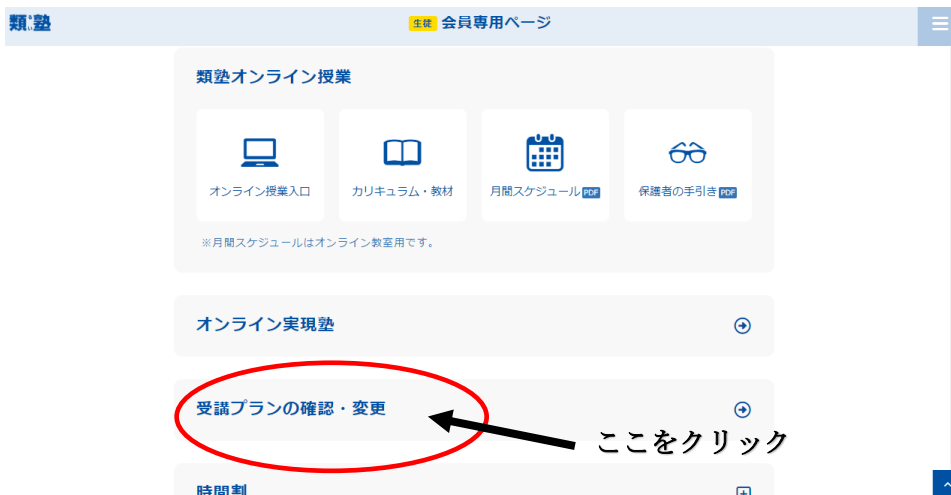 類塾
るい
生徒 会員専用ページ
類塾オンライン授業
オンライン授業入口
カリキュラム・教材
月間スケジュール PDF
保護者の手引き PDF
※月間スケジュールはオンライン教室用です。
オンライン実現塾
受講プランの確認・変更
ここをクリック
時間割